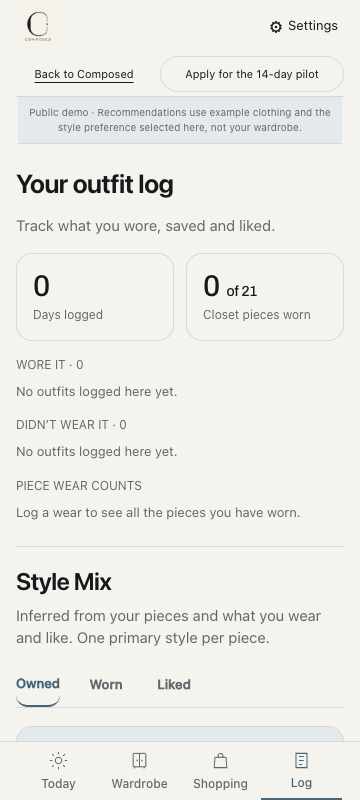 C
COMPOSED
Settings
Back to Composed
Apply for the 14-day pilot
Public demo · Recommendations use example clothing and the
style preference selected here, not your wardrobe.
Your outfit log
Track what you wore, saved and liked.
0
Days logged
0 of 21
Closet pieces worn
WORE IT · 0
No outfits logged here yet.
DIDN’T WEAR IT · 0
No outfits logged here yet.
PIECE WEAR COUNTS
Log a wear to see all the pieces you have worn.
Style Mix
Inferred from your pieces and what you wear
and like. One primary style per piece.
Owned
Worn
Liked
Today
Wardrobe
Shopping
Log